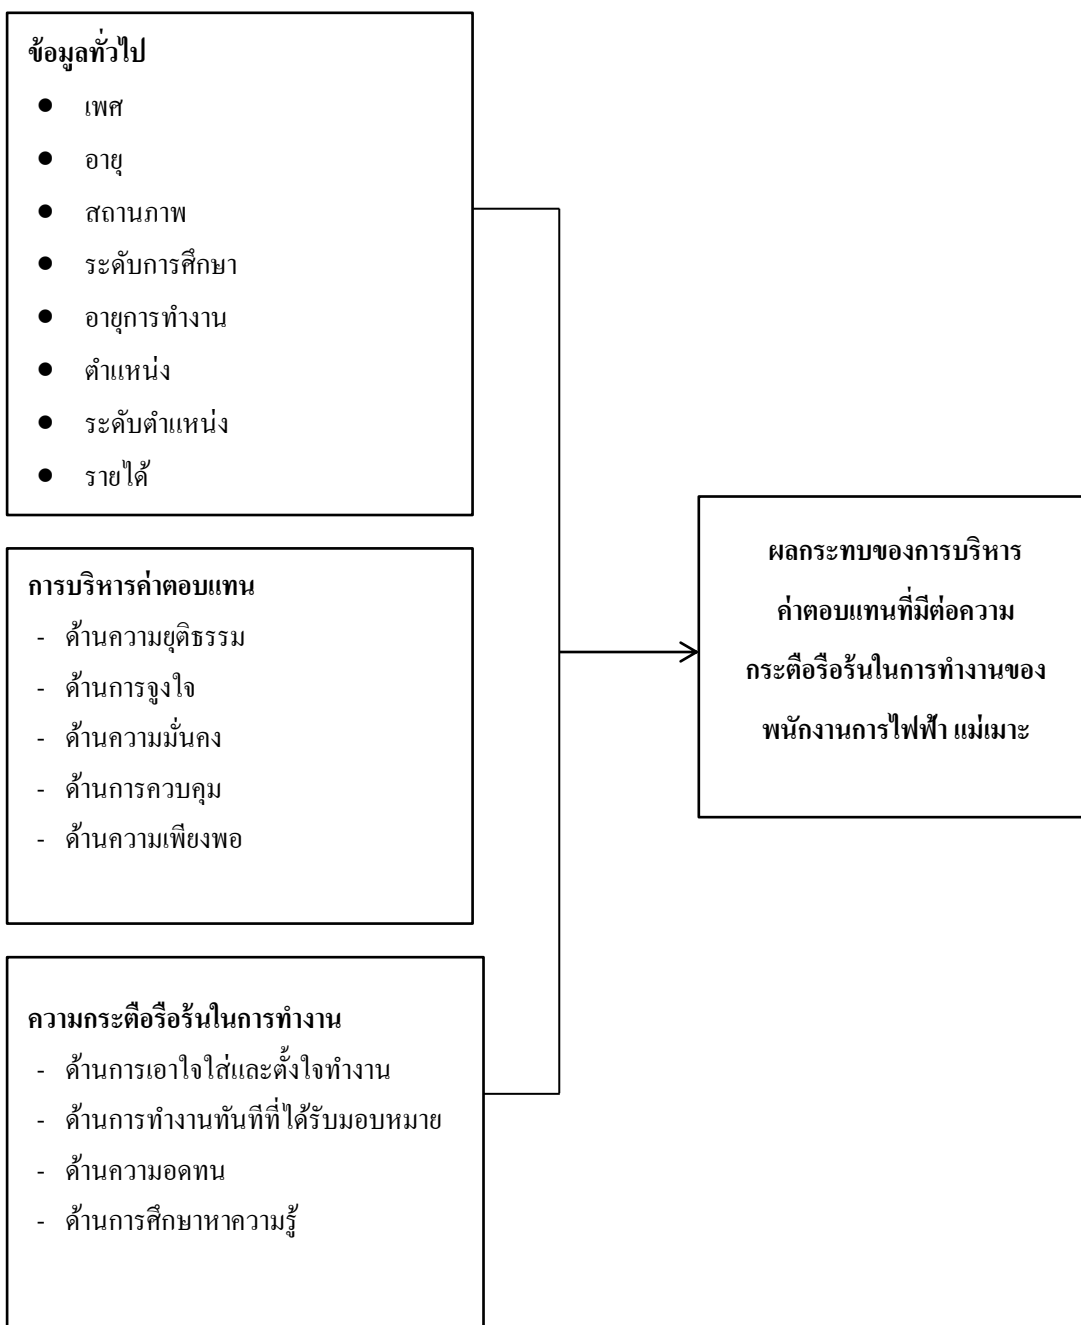 ข้อมูลทั่วไป
● เพศ
● อายุ
● สถานภาพ
● ระดับการศึกษา
● อายุการทำงาน
● ตำแหน่ง
● ระดับตำแหน่ง
● รายได้
การบริหารค่าตอบแทน
- ด้านความยุติธรรม
- ด้านการจูงใจ
- ด้านความมั่นคง
- ด้านการควบคุม
- ด้านความเพียงพอ
ความกระตือรือร้นในการทำงาน
- ด้านการเอาใจใส่และตั้งใจทำงาน
- ด้านการทำงานทันทีที่ได้รับมอบหมาย
- ด้านความอดทน
- ด้านการศึกษาหาความรู้
ผลกระทบของการบริหาร
ค่าตอบแทนที่มีต่อความ
กระตือรือร้นในการทำงานของ
พนักงานการไฟฟ้า แม่เมาะ